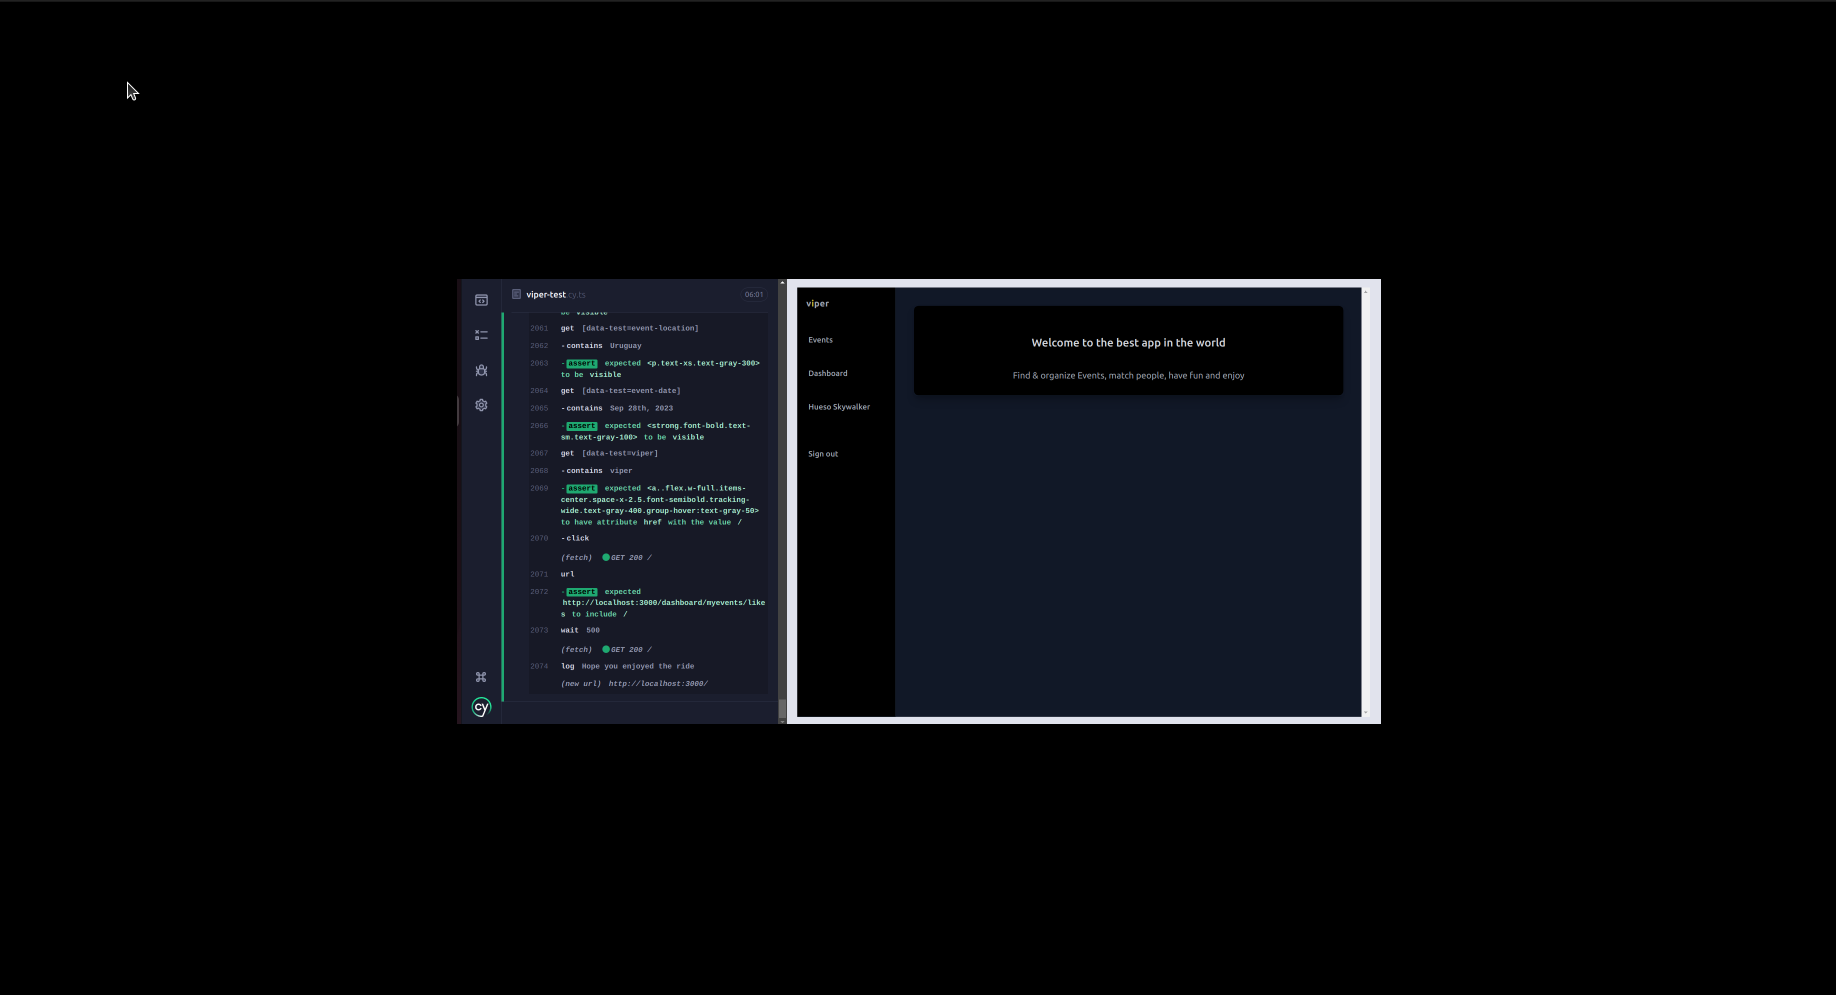 viper-test cy.ts 06:01
be visible
2061 get [data-test=event-location]
2062 -contains Uruguay
2063 -assert expected <p.text-xs.text-gray-300>
to be visible
2064 get [data-test=event-date]
2065 -contains Sep 28th, 2023
2066 -assert expected <strong.font-bold.text-
sm.text-gray-100> to be visible
2067 get [data-test=viper]
2068 -contains viper
2069 -assert expected <a..flex.w-full.items-
center.space-x-2.5.font-semibold.tracking-
wide.text-gray-400.group-hover:text-gray-50>
to have attribute href with the value /
2070 -click
(fetch) GET 200 /
2071 url
2072 -assert expected
http://localhost:3000/dashboard/myevents/like
s to include /
2073 wait 500
(fetch) GET 200 /
2074 log Hope you enjoyed the ride
(new url) http://localhost:3000/
cy
viper
Events
Dashboard
Hueso Skywalker
Sign out
Welcome to the best app in the world
Find & organize Events, match people, have fun and enjoy